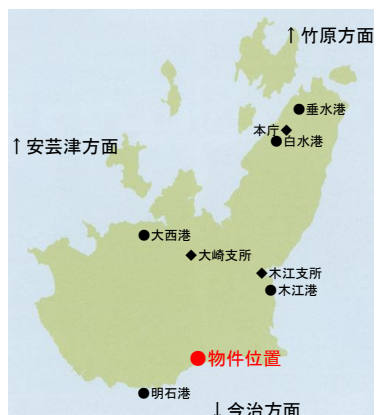 ↑竹原方面
●垂水港
本庁◆
●白水港
↑安芸津方面
●大西港
◆大崎支所
◆木江支所
●木江港
●物件位置
●明石港
↓今治方面